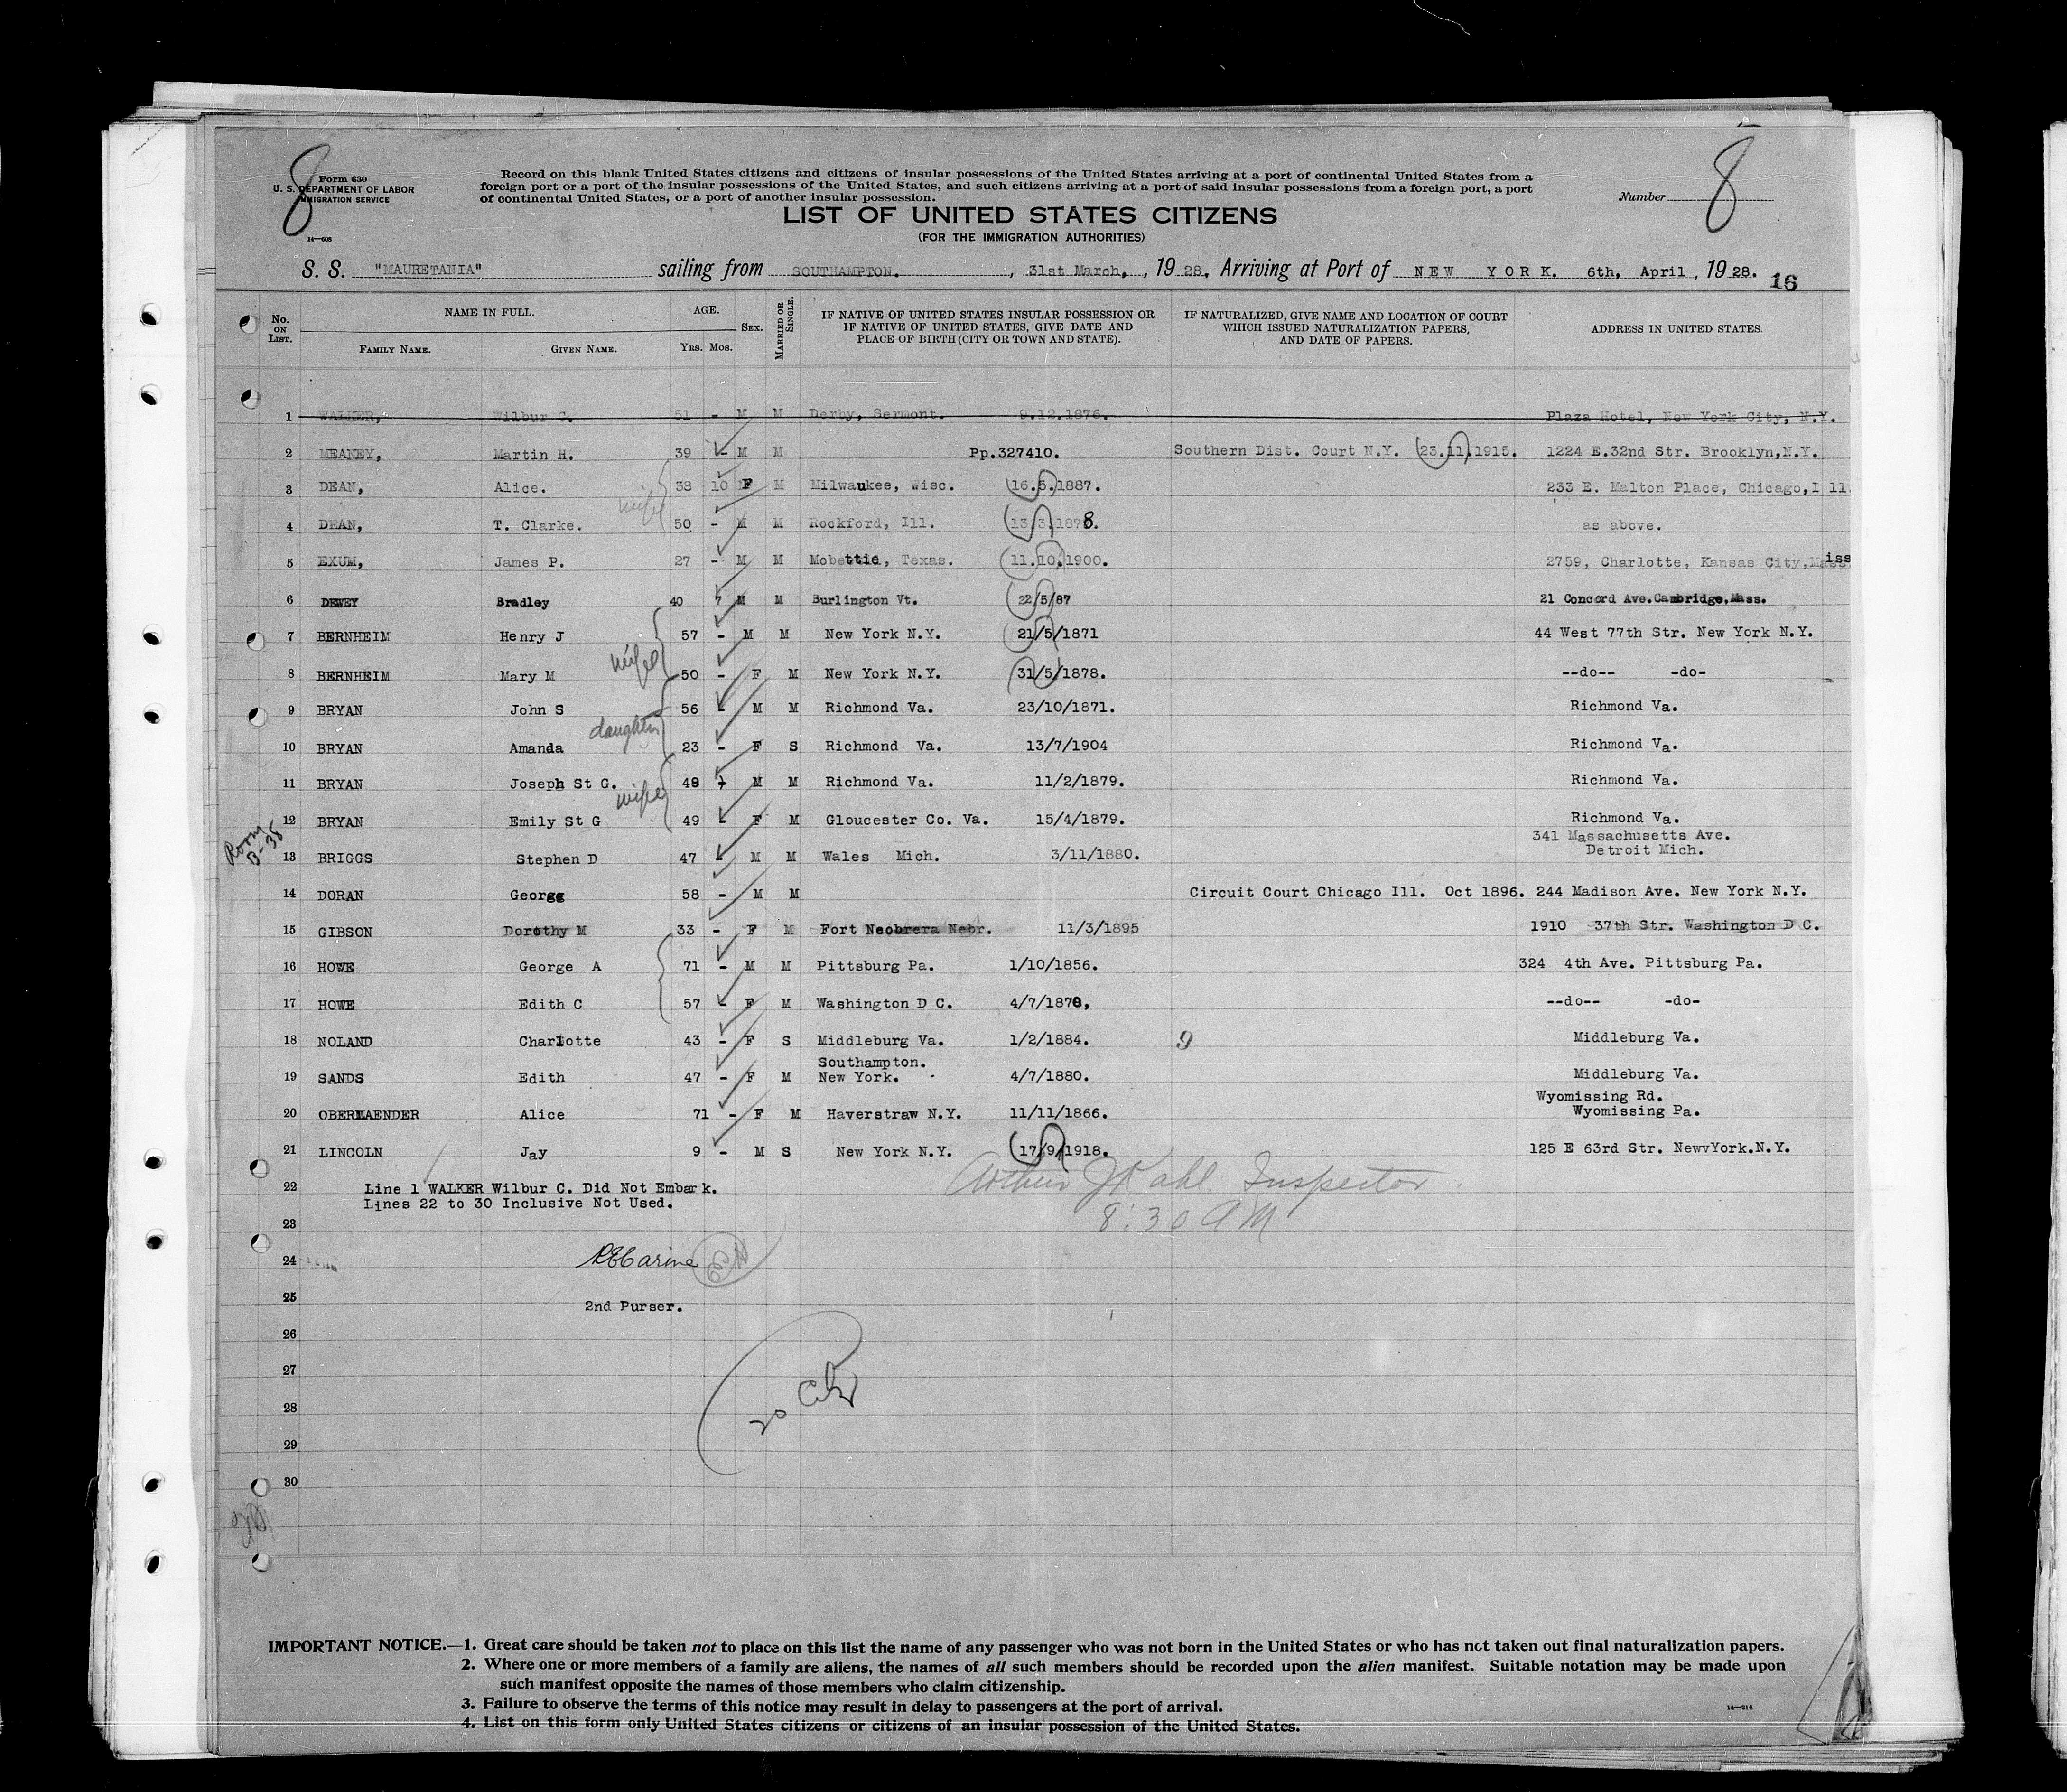 8 8
Form 630
U. S. DEPARTMENT OF LABOR
IMMIGRATION SERVICE
14—608
Record on this blank United States citizens and citizens of insular possessions of the United States arriving at a port of continental United States from a
foreign port or a port of the insular possessions of the United States, and such citizens arriving at a port of said insular possessions from a foreign port, a port
of continental United States, or a port of another insular possession.
Number
LIST OF UNITED STATES CITIZENS
(FOR THE IMMIGRATION AUTHORITIES)
S. S. "MAURETANIA" sailing from SOUTHAMPTON. , 31st March, , 19 28. Arriving at Port of NEW YORK. 6th, April , 19 28.
16
No. ON LIST. NAME IN FULL. FAMILY NAME. GIVEN NAME. AGE. YRS. MOS. SEX. MARRIED OR SINGLE. IF NATIVE OF UNITED STATES INSULAR POSSESSION OR IF NATIVE OF UNITED STATES, GIVE DATE AND PLACE OF BIRTH (CITY OR TOWN AND STATE). IF NATURALIZED, GIVE NAME AND LOCATION OF COURT WHICH ISSUED NATURALIZATION PAPERS, AND DATE OF PAPERS. ADDRESS IN UNITED STATES.
1 WALKER, Wilbur C. 51 - M M Derby, Sermont. 9.12.1876. Plaza Hotel, New York City, N.Y.
2 MEANEY, Martin H. 39 - M M Pp.327410. Southern Dist. Court N.Y. 23.11.1915. 1224 E.32nd Str. Brooklyn,N.Y.
3 DEAN, Alice. 38 10 F M Milwaukee, Wisc. 16.5.1887. 233 E. Malton Place, Chicago,Ill
wife
4 DEAN, T. Clarke. 50 - M M Rockford, Ill. 13.3.1878. as above.
5 EXUM, James P. 27 - M M Mobettie, Texas. 11.10.1900. 2759, Charlotte, Kansas City,Miss
6 DEWEY Bradley 40 7 M M Burlington Vt. 22/5/87 21 Concord Ave.Cambridge,Mass.
7 BERNHEIM Henry J 57 - M M New York N.Y. 21/5/1871 44 West 77th Str. New York N.Y.
wife
8 BERNHEIM Mary M 50 - F M New York N.Y. 31/5/1878. --do-- -do-
9 BRYAN John S 56 - M M Richmond Va. 23/10/1871. Richmond Va.
daughter
10 BRYAN Amanda 23 - F S Richmond Va. 13/7/1904 Richmond Va.
11 BRYAN Joseph St G. 49 M M Richmond Va. 11/2/1879. Richmond Va.
wife
12 BRYAN Emily St G 49 - F M Gloucester Co. Va. 15/4/1879. Richmond Va.
Room B-38
341 Massachusetts Ave.
13 BRIGGS Stephen D 47 - M M Wales Mich. 3/11/1880. Detroit Mich.
14 DORAN George 58 - M M Circuit Court Chicago Ill. Oct 1896. 244 Madison Ave. New York N.Y.
15 GIBSON Dorothy M 33 - F M Fort Neobrera Nebr. 11/3/1895 1910 37th Str. Washington D C.
16 HOWE George A 71 - M M Pittsburg Pa. 1/10/1856. 324 4th Ave. Pittsburg Pa.
17 HOWE Edith C 57 - F M Washington D C. 4/7/1870, --do-- -do-
18 NOLAND Charlotte 43 - F S Middleburg Va. 1/2/1884. 9 Middleburg Va.
Southampton.
19 SANDS Edith 47 - F M New York. 4/7/1880. Middleburg Va.
Wyomissing Rd.
20 OBERMAENDER Alice 71 - F M Haverstraw N.Y. 11/11/1866. Wyomissing Pa.
21 LINCOLN Jay 9 - M S New York N.Y. 17/9/1918. 125 E 63rd Str. NewvYork.N.Y.
22 Line 1 WALKER Wilbur C. Did Not Embark.
Lines 22 to 30 Inclusive Not Used.
Arthur J Kahl Inspector
8:30 AM
23
24
25 2nd Purser.
26
27
28
29
30
IMPORTANT NOTICE.—1. Great care should be taken not to place on this list the name of any passenger who was not born in the United States or who has not taken out final naturalization papers.
2. Where one or more members of a family are aliens, the names of all such members should be recorded upon the alien manifest. Suitable notation may be made upon
such manifest opposite the names of those members who claim citizenship.
3. Failure to observe the terms of this notice may result in delay to passengers at the port of arrival.
4. List on this form only United States citizens or citizens of an insular possession of the United States.
14—214